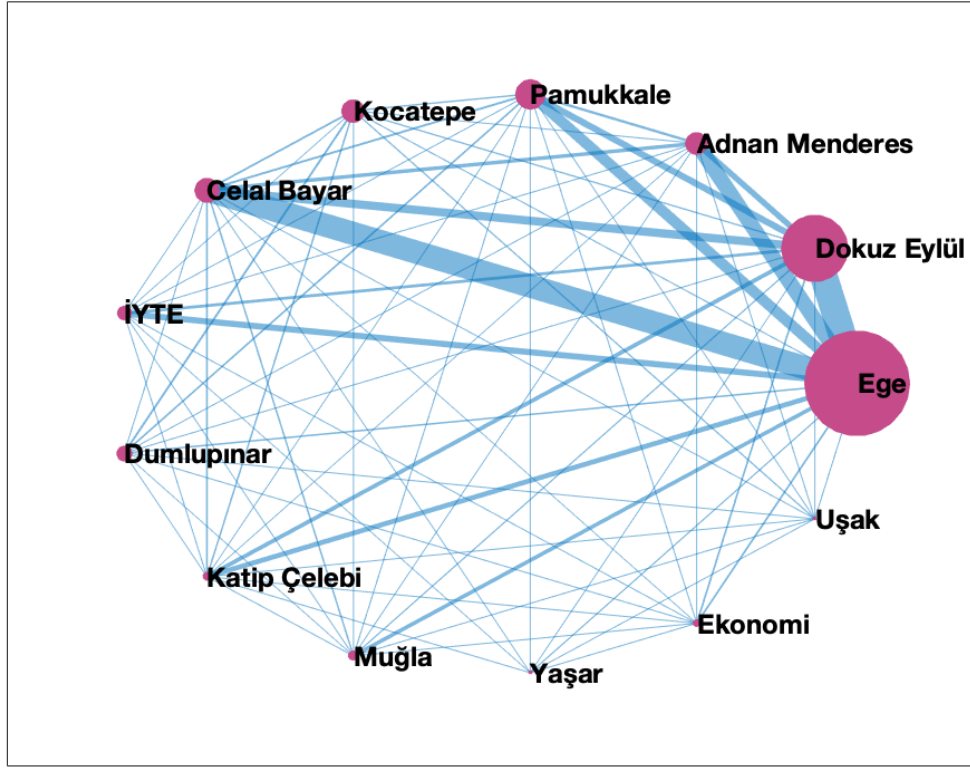 Pamukkale
Kocatepe
Adnan Menderes
Celal Bayar
Dokuz Eylül
İYTE
Ege
Dumlupınar
Uşak
Katip Çelebi
Ekonomi
Muğla
Yaşar